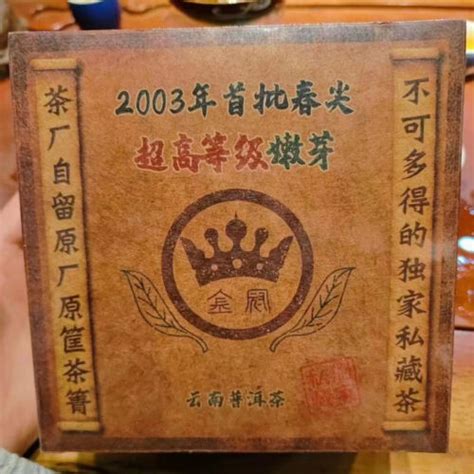 2003年首批春尖
超高等级嫩芽
茶厂自留原厂原筐茶箐
不可多得的独家私藏茶
金冠
云南普洱茶